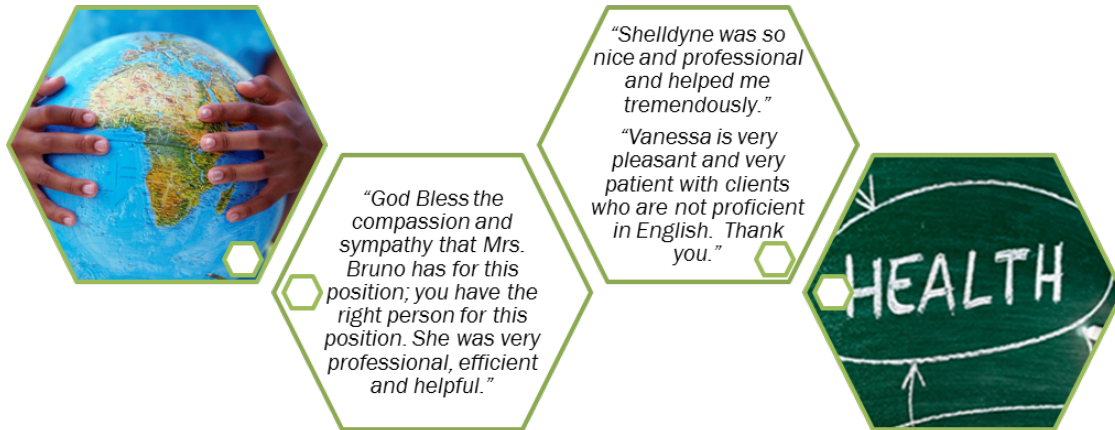 “God Bless the
compassion and
sympathy that Mrs.
Bruno has for this
position; you have the
right person for this
position. She was very
professional, efficient
and helpful.”
“Shelldyne was so
nice and professional
and helped me
tremendously.”
“Vanessa is very
pleasant and very
patient with clients
who are not proficient
in English.  Thank
you.”
HEALTH